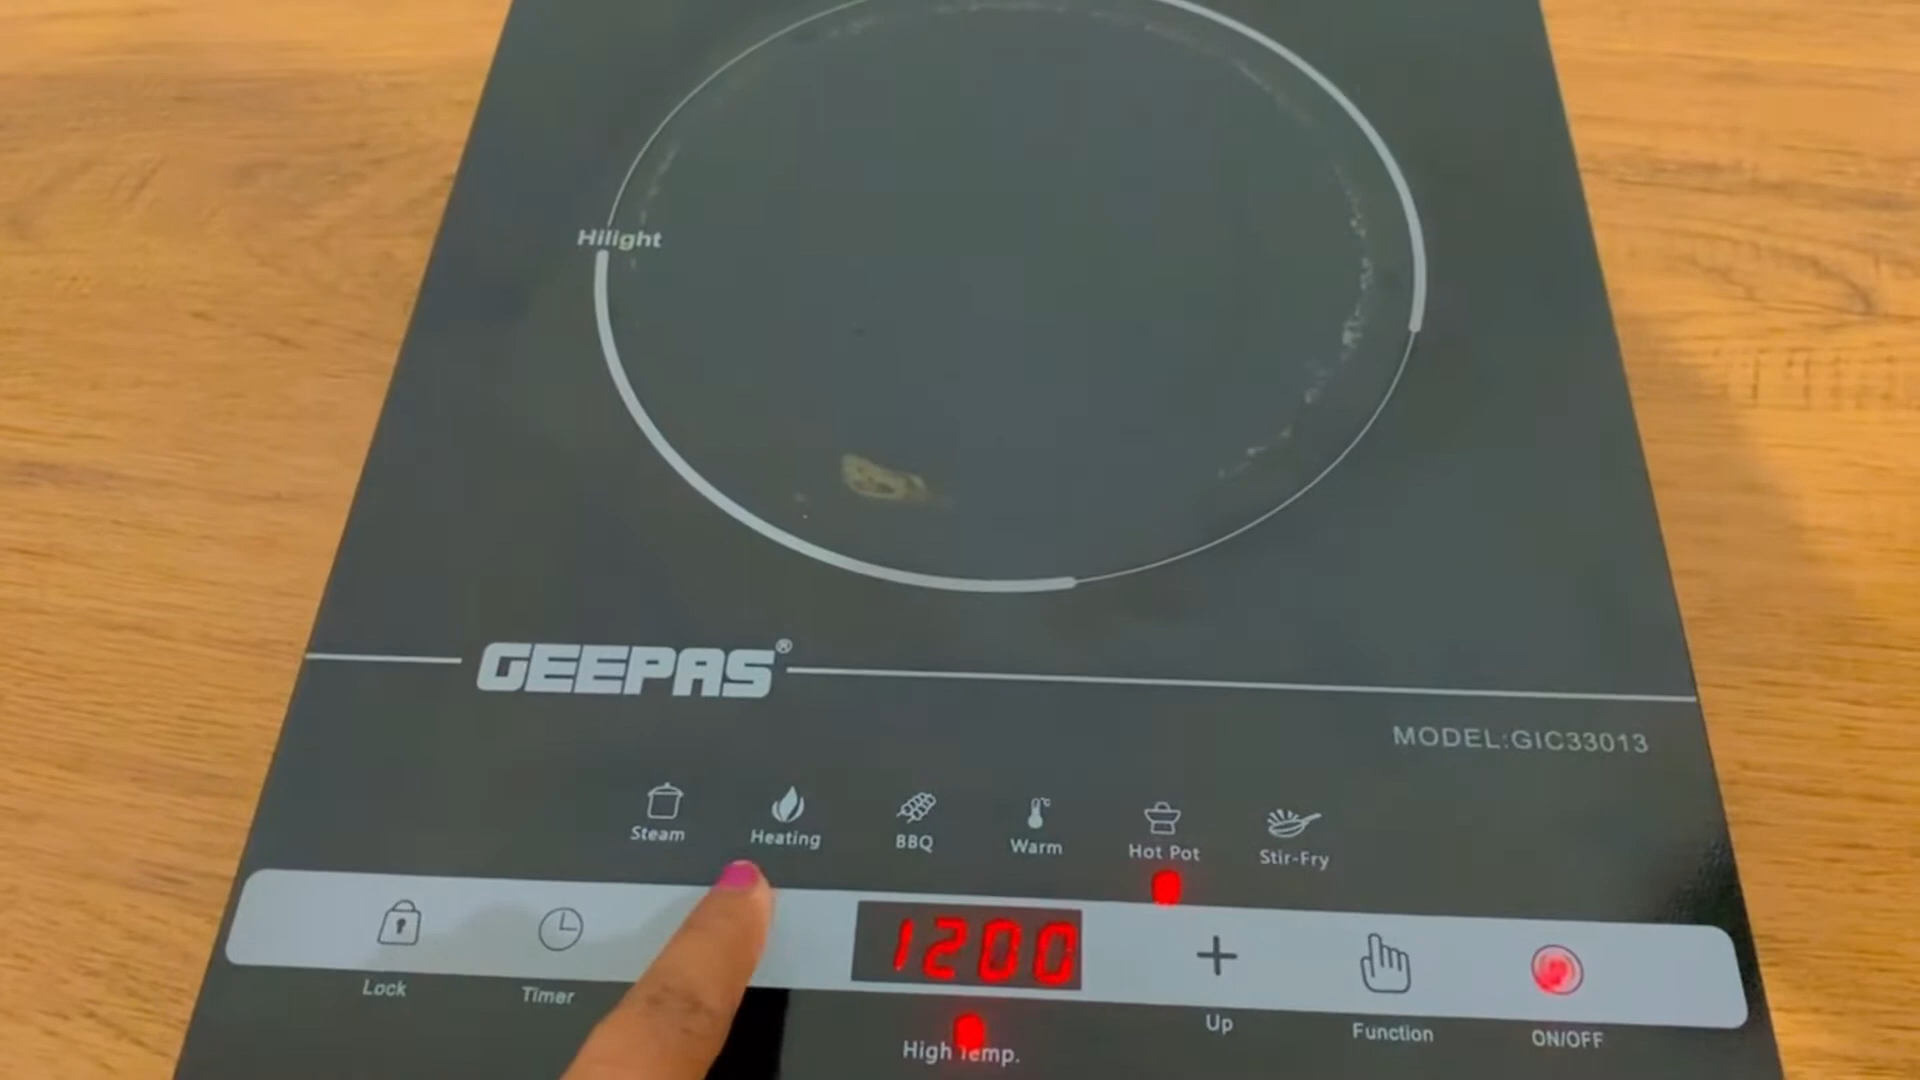 Hilight
GEEPAS®
MODEL:GIC33013
Steam
Heating
BBQ
°C
Warm
Hot Pot
Stir-Fry
1200
Lock
Timer
Up
Function
ON/OFF
High Temp.